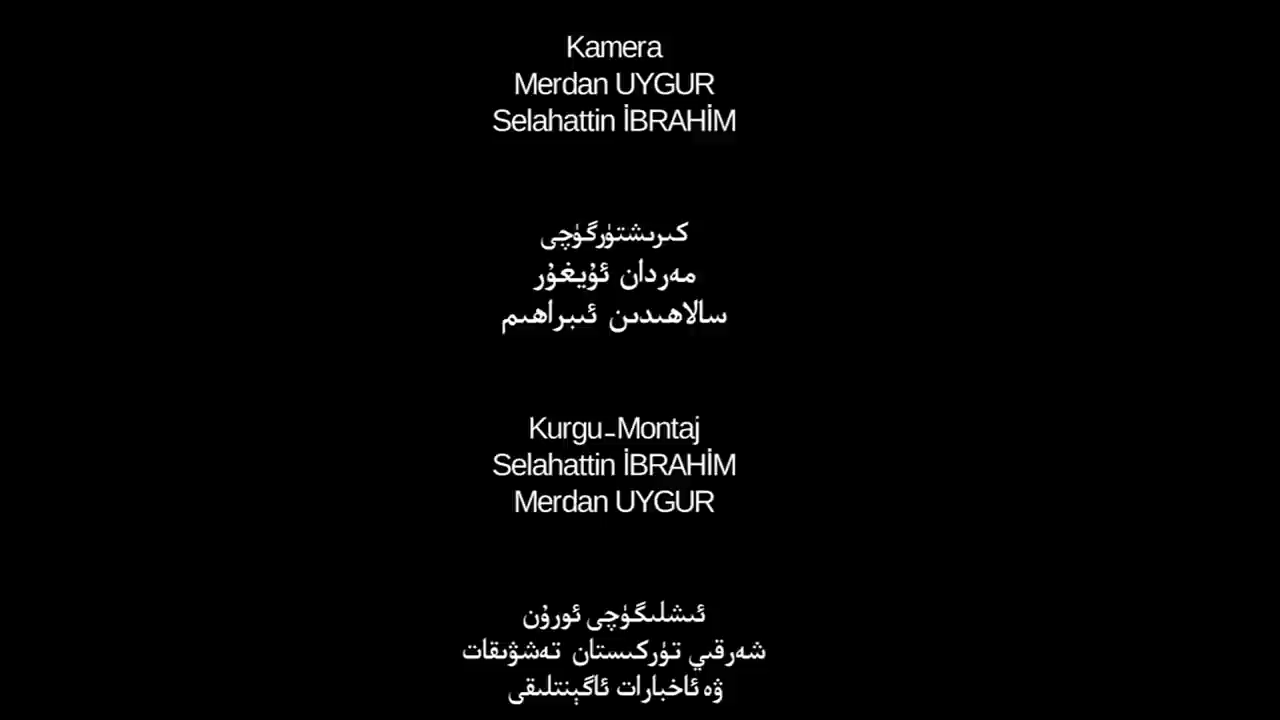 Kamera
Merdan UYGUR
Selahattin İBRAHİM
كىرىشتۈرگۈچى
مەردان ئۇيغۇر
سالاھىدىن ئىبراھىم
Kurgu-Montaj
Selahattin İBRAHİM
Merdan UYGUR
ئىشلىگۈچى ئورۇن
شەرقىي تۈركىستان تەشۋىقات
ۋە ئاخبارات ئاگېنتلىقى